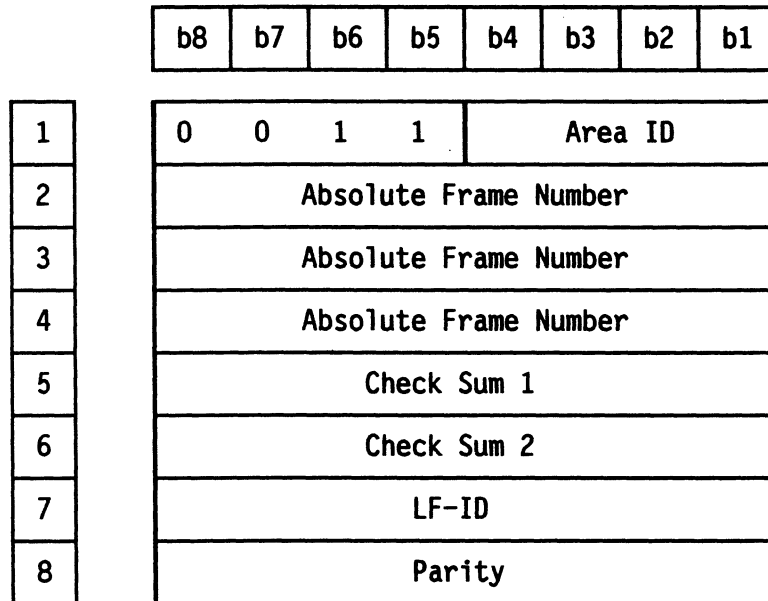 b8 b7 b6 b5 b4 b3 b2 b1
1 0 0 1 1 Area ID
2 Absolute Frame Number
3 Absolute Frame Number
4 Absolute Frame Number
5 Check Sum 1
6 Check Sum 2
7 LF-ID
8 Parity